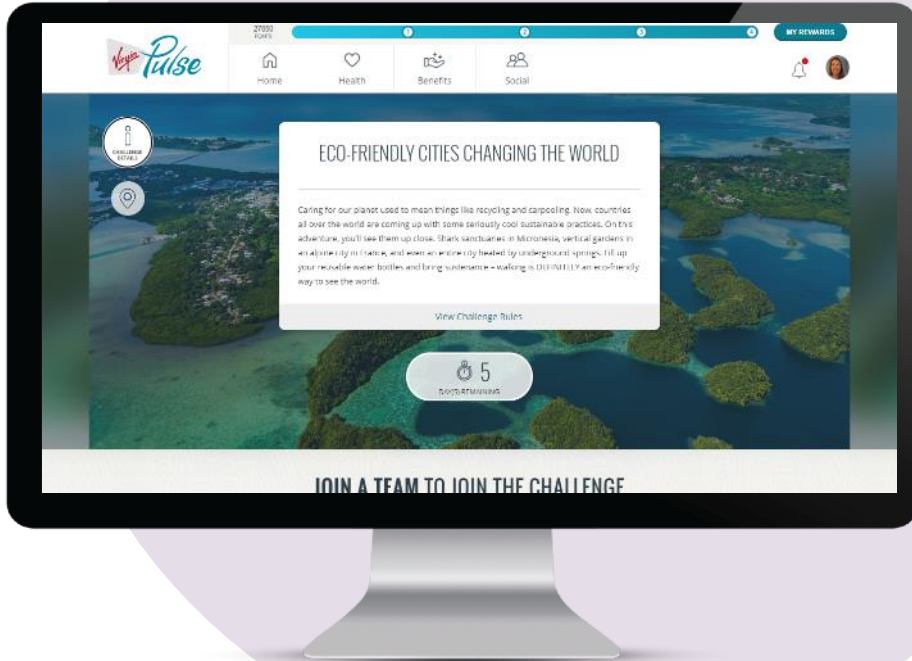 Virgin Pulse
27050
POINTS
1
2
3
4
MY REWARDS
Home
Health
Benefits
Social
CHALLENGE
DETAILS
ECO-FRIENDLY CITIES CHANGING THE WORLD
Caring for our planet used to mean things like recycling and carpooling. Now, countries
all over the world are coming up with some seriously cool sustainable practices. On this
adventure, you'll see them up close. Shark sanctuaries in Micronesia, vertical gardens in
an alpine city in France, and even an entire city heated by underground springs. Fill up
your reusable water bottles and bring sustenance – walking is DEFINITELY an eco-friendly
way to see the world.
View Challenge Rules
5
DAY(S) REMAINING
JOIN A TEAM TO JOIN THE CHALLENGE